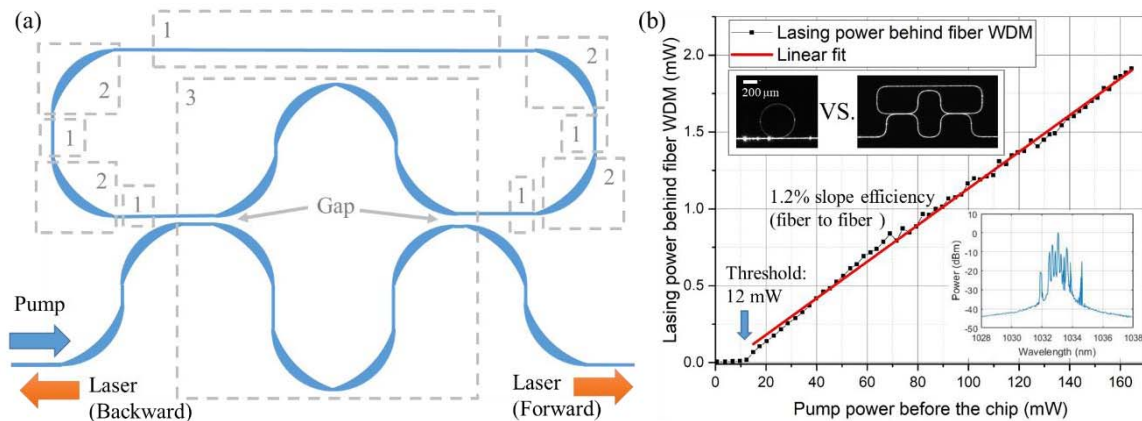 (a)
1
2
2
3
1
1
2
2
1
1
Gap
Pump
Laser
(Backward)
Laser
(Forward)
(b)
Lasing power behind fiber WDM
Linear fit
200 µm
VS.
1.2% slope efficiency
(fiber to fiber )
Threshold:
12 mW
Lasing power behind fiber WDM (mW)
2.0
1.5
1.0
0.5
0.0
0 20 40 60 80 100 120 140 160
Pump power before the chip (mW)
Power (dBm)
10
0
-10
-20
-30
-40
-50
1028 1030 1032 1034 1036 1038
Wavelength (nm)